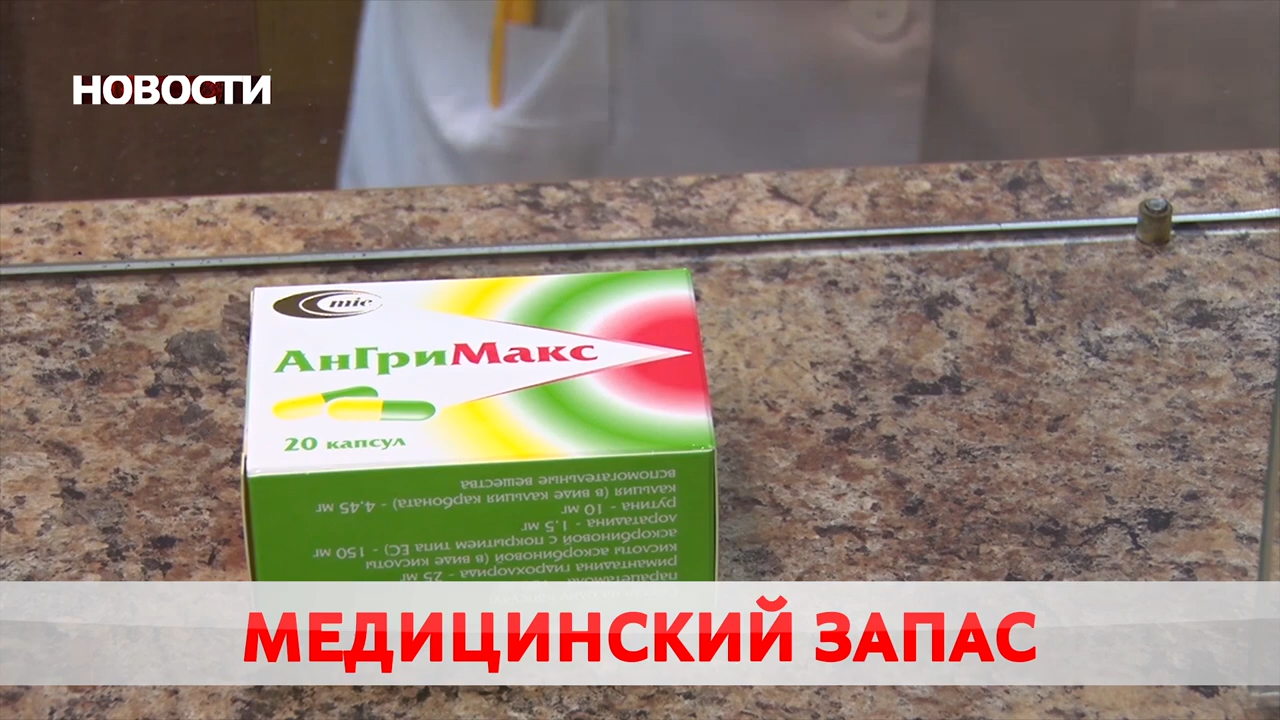 НОВОСТИ
mic
АнГриМакс
20 капсул
парацетамола
римантадина гидрохлорида - 25 мг
кислоты аскорбиновой (в виде кислоты
аскорбиновой с покрытием типа ЕС) - 150 мг
лоратадина - 1,5 мг
рутина - 10 мг
кальция (в виде кальция карбоната) - 4,45 мг
вспомогательные вещества
МЕДИЦИНСКИЙ ЗАПАС